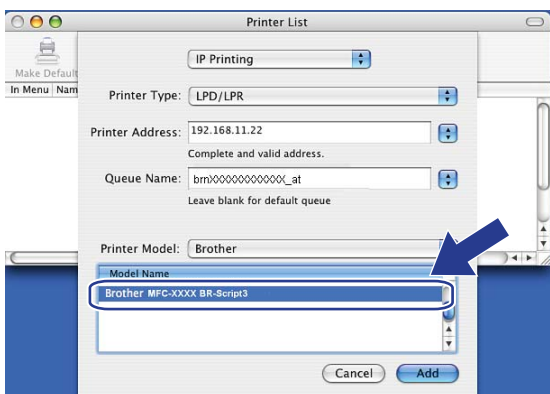 Printer List
IP Printing
Make Default
In Menu Nam
Printer Type: LPD/LPR
Printer Address: 192.168.11.22
Complete and valid address.
Queue Name: brnXXXXXXXXXXXX_at
Leave blank for default queue
Printer Model: Brother
Model Name
Brother MFC-XXXX BR-Script3
Cancel Add